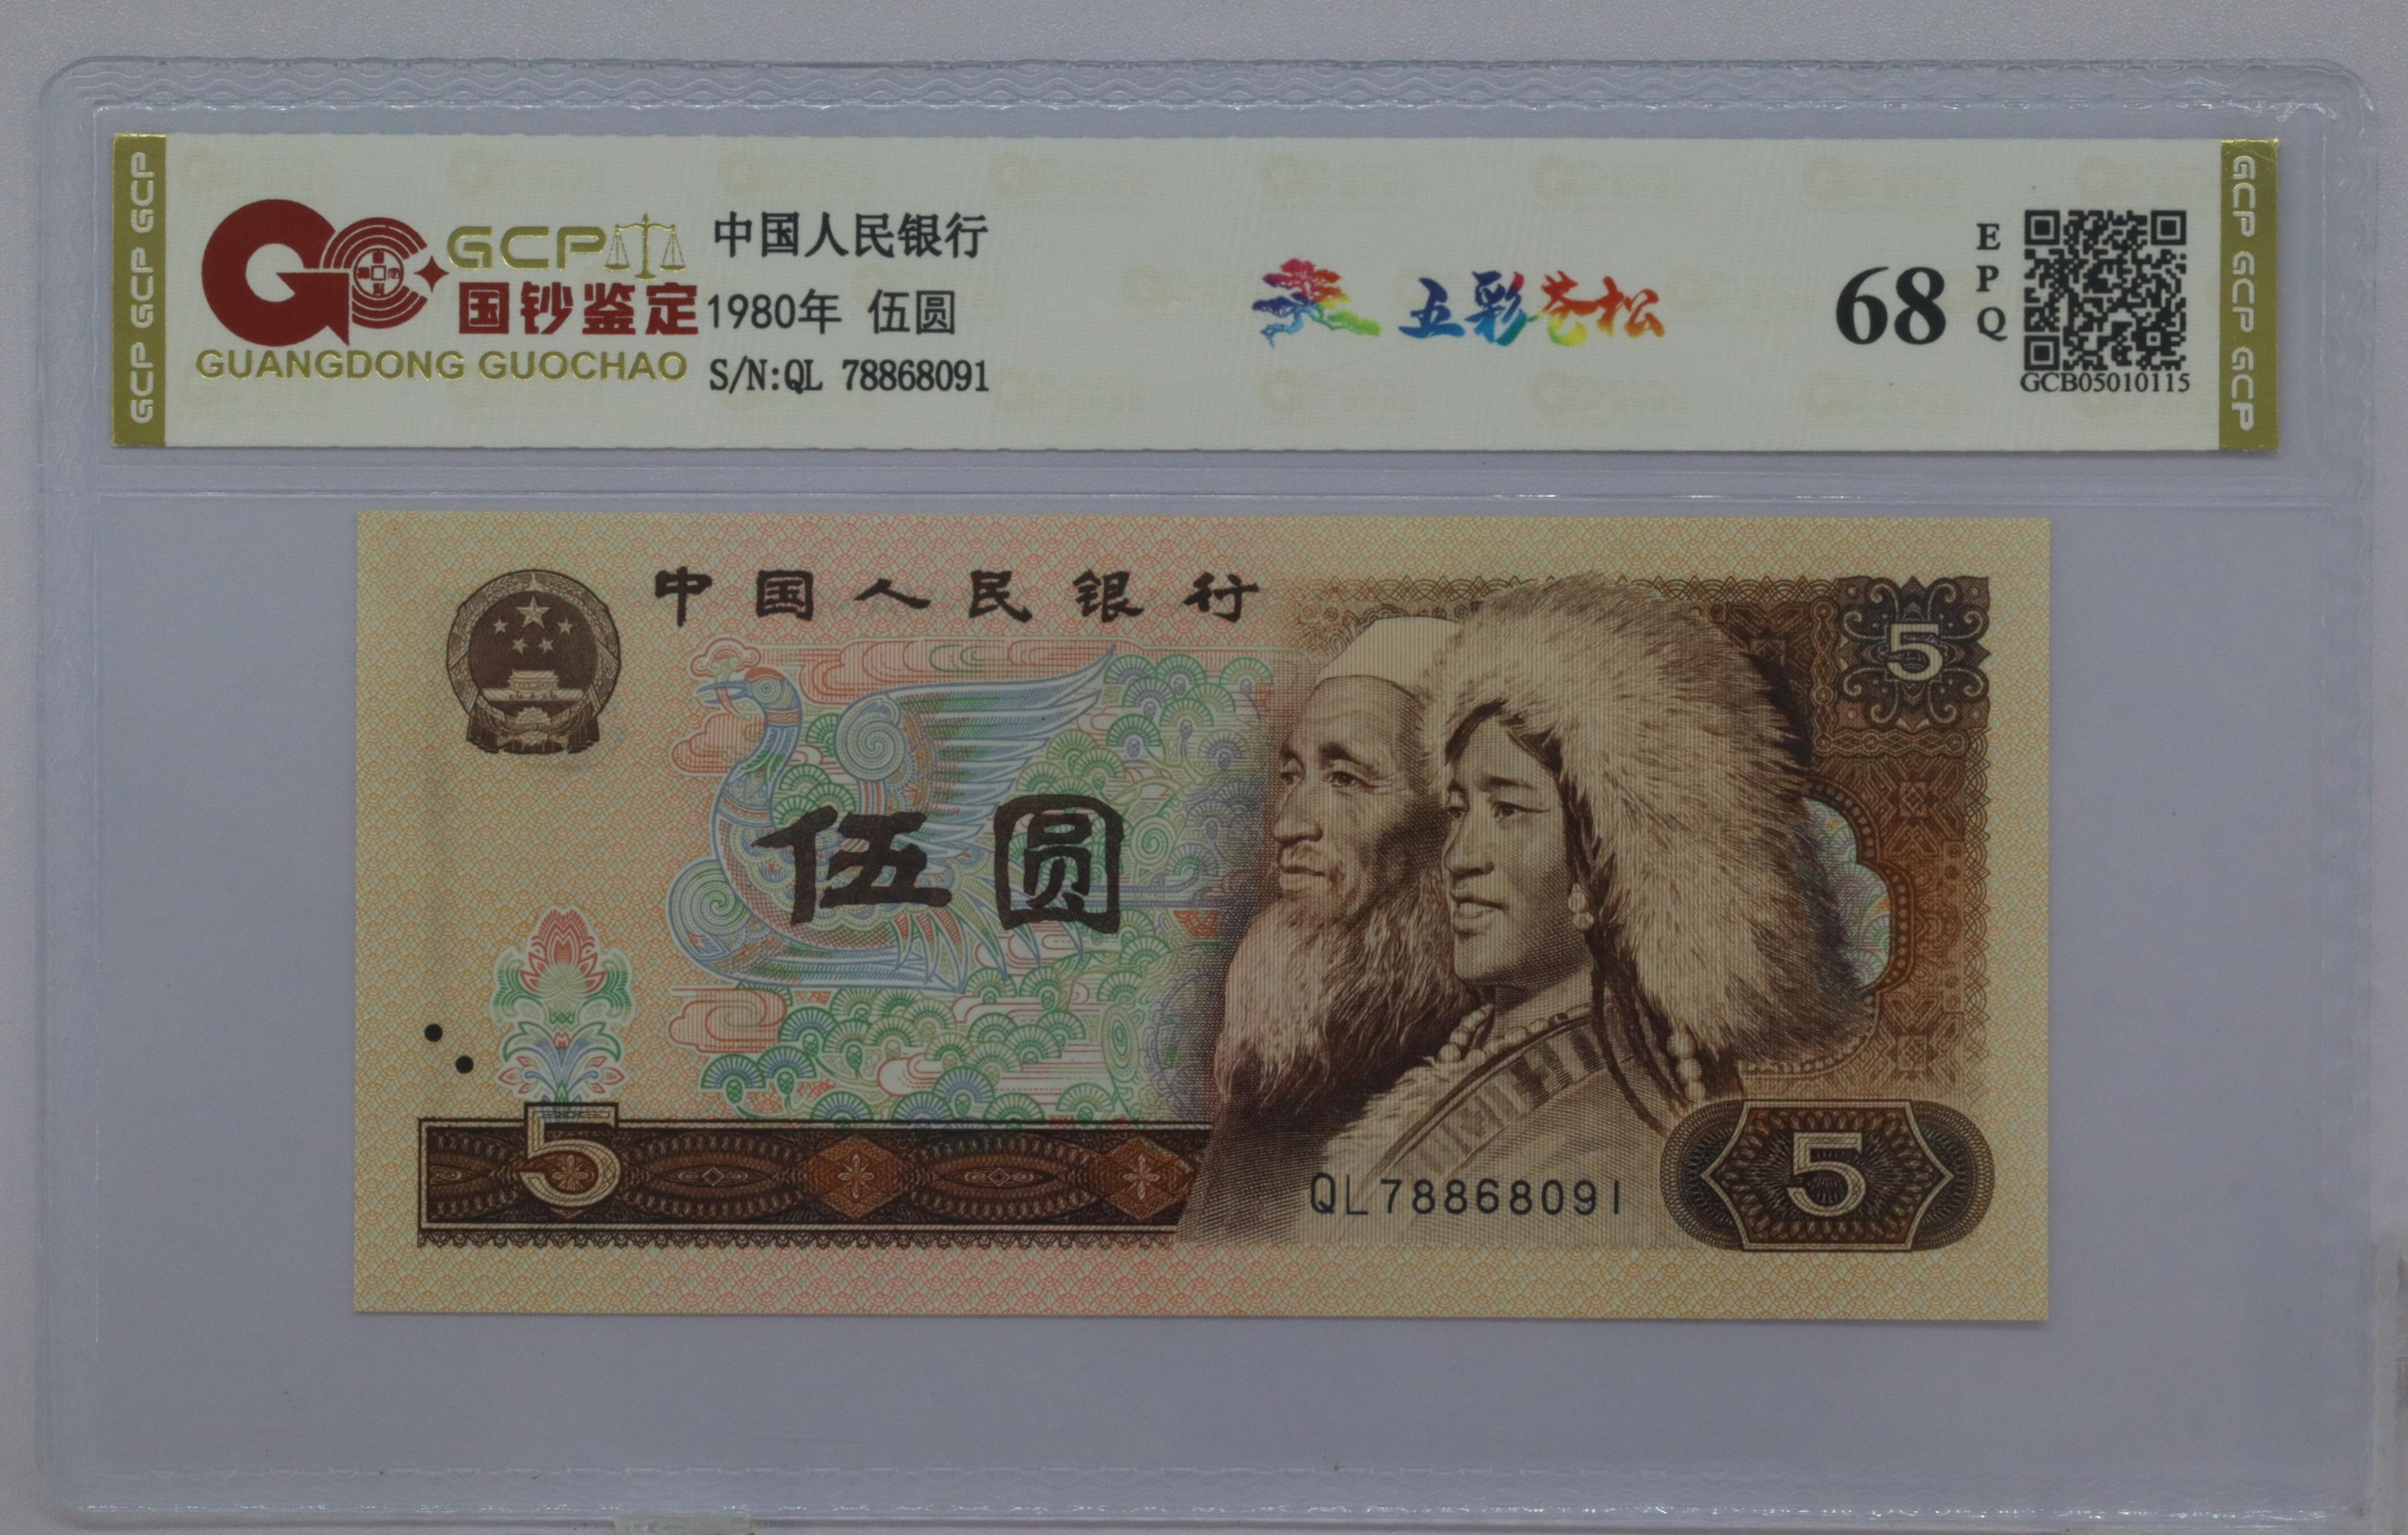 GCP GCP GCP
GCP
国钞鉴定
GUANGDONG GUOCHAO
中国人民银行
1980年 伍圆
S/N:QL 78868091
五彩苍松
68
EPQ
GCB05010115
GCP GCP GCP
中国人民银行
5
伍圆
5
QL78868091
5